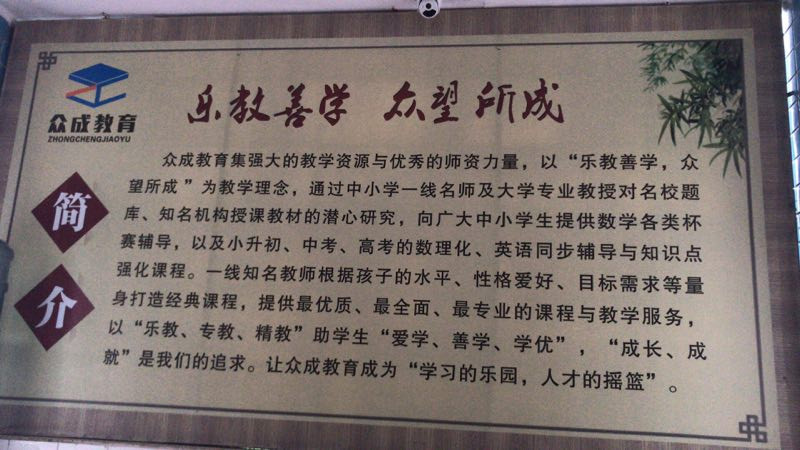 众成教育
ZHONGCHENGJIAOYU
乐教善学 众望所成
简介
众成教育集强大的教学资源与优秀的师资力量，以“乐教善学，众
望所成”为教学理念，通过中小学一线名师及大学专业教授对名校题
库、知名机构授课教材的潜心研究，向广大中小学生提供数学各类杯
赛辅导，以及小升初、中考、高考的数理化、英语同步辅导与知识点
强化课程。一线知名教师根据孩子的水平、性格爱好、目标需求等量
身打造经典课程，提供最优质、最全面、最专业的课程与教学服务，
以“乐教、专教、精教”助学生“爱学、善学、学优”，“成长、成
就”是我们的追求。让众成教育成为“学习的乐园，人才的摇篮”。